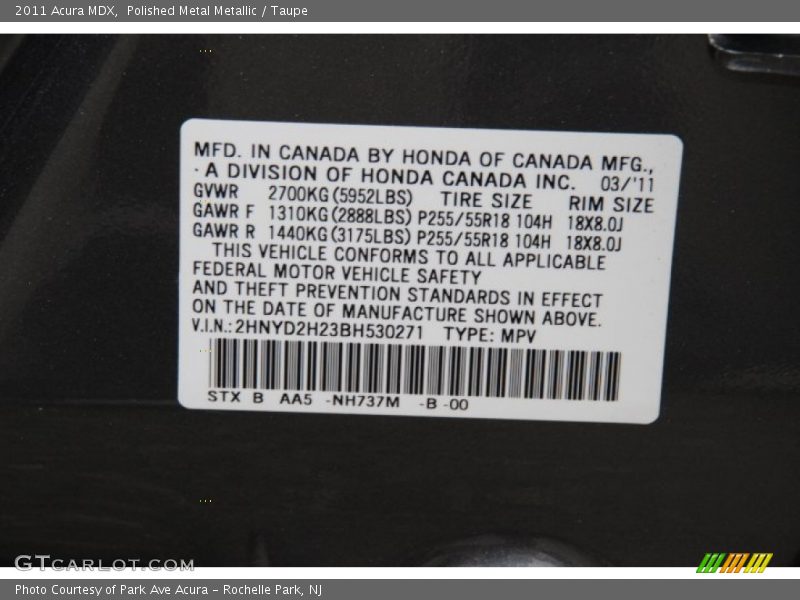 2011 Acura MDX, Polished Metal Metallic / Taupe
MFD. IN CANADA BY HONDA OF CANADA MFG.,
· A DIVISION OF HONDA CANADA INC. 03/'11
GVWR 2700KG(5952LBS) TIRE SIZE RIM SIZE
GAWR F 1310KG(2888LBS) P255/55R18 104H 18X8.0J
GAWR R 1440KG(3175LBS) P255/55R18 104H 18X8.0J
THIS VEHICLE CONFORMS TO ALL APPLICABLE
FEDERAL MOTOR VEHICLE SAFETY
AND THEFT PREVENTION STANDARDS IN EFFECT
ON THE DATE OF MANUFACTURE SHOWN ABOVE.
V.I.N.:2HNYD2H23BH530271 TYPE: MPV
STX B AA5 -NH737M -B -00
GTCARLOT.COM
Photo Courtesy of Park Ave Acura - Rochelle Park, NJ